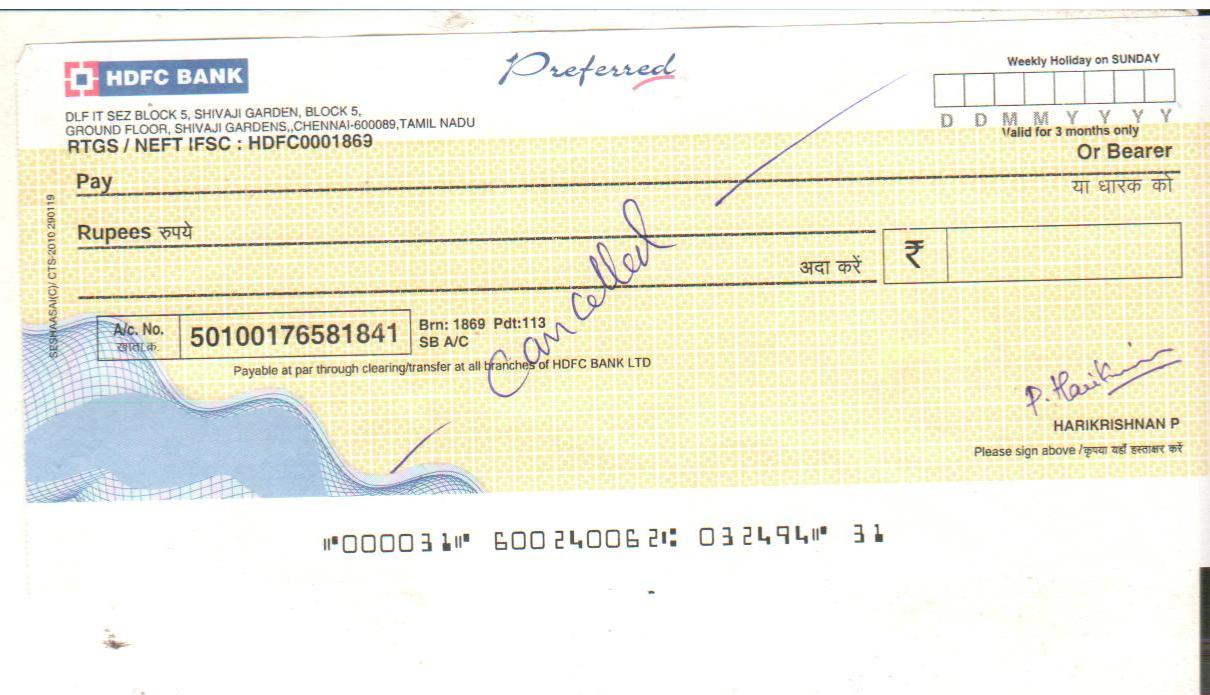 HDFC BANK
Preferred
Weekly Holiday on SUNDAY
DLF IT SEZ BLOCK 5, SHIVAJI GARDEN, BLOCK 5,
GROUND FLOOR, SHIVAJI GARDENS,,CHENNAI-600089,TAMIL NADU
RTGS / NEFT IFSC : HDFC0001869
D D M M Y Y Y Y
Valid for 3 months only
Pay
Or Bearer
या धारक को
Rupees रुपये
अदा करें
₹
Cancelled
A/c. No.
खाता क्र.
50100176581841
Brn: 1869 Pdt:113
SB A/C
Payable at par through clearing/transfer at all branches of HDFC BANK LTD
SESHAASAI(C)/ CTS-2010 290119
P. Harikrishnan
HARIKRISHNAN P
Please sign above /कृपया यहाँ हस्ताक्षर करें
⑈000031⑈ 600240062⑆ 032494⑈ 31